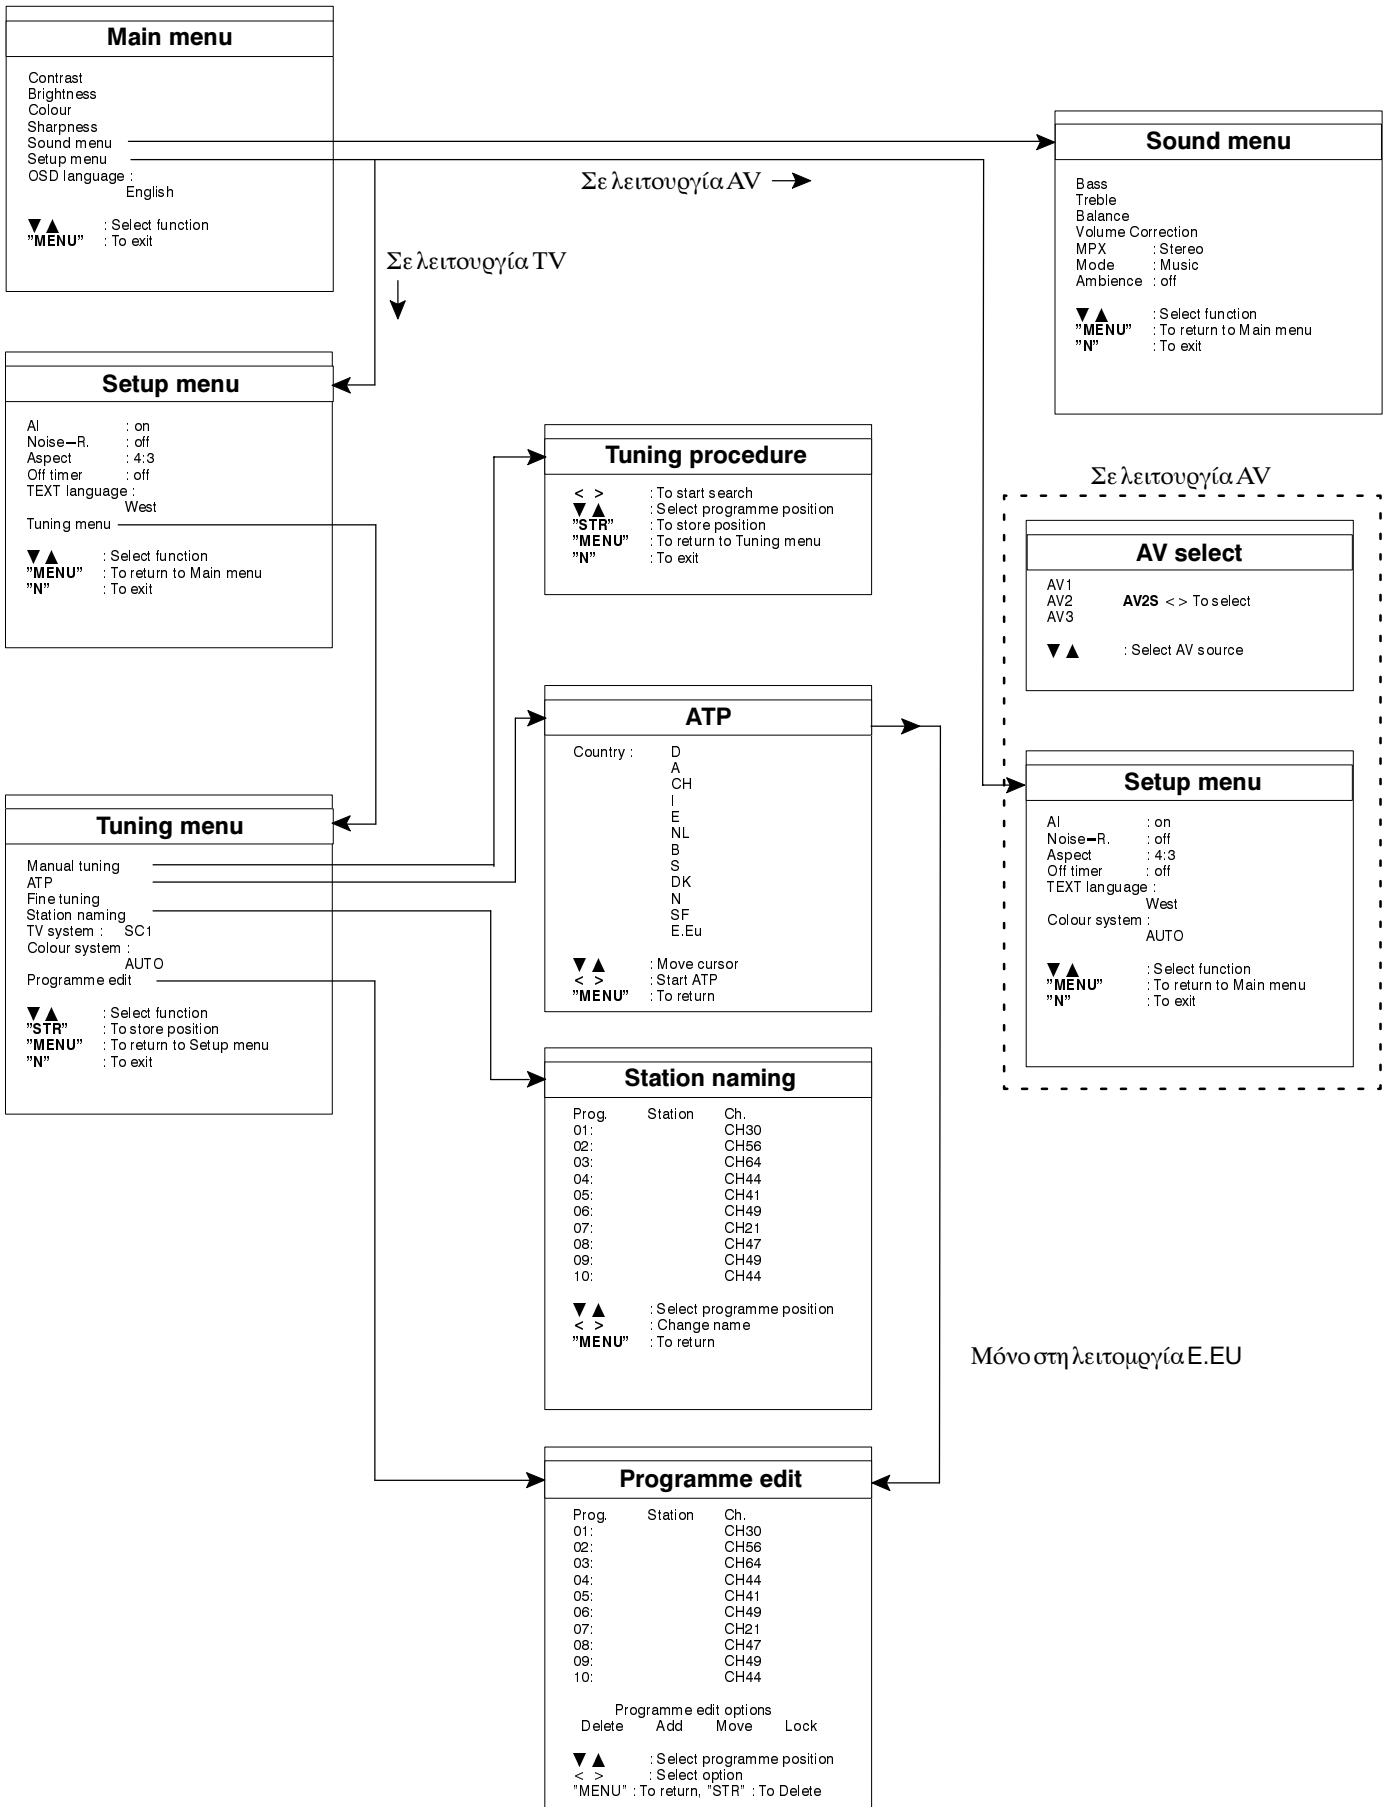 Main menu
Contrast
Brightness
Colour
Sharpness
Sound menu
Setup menu
OSD language :
English
▼ ▲ : Select function
"MENU" : To exit
Σε λειτουργία AV
Σε λειτουργία TV
Sound menu
Bass
Treble
Balance
Volume Correction
MPX : Stereo
Mode : Music
Ambience : off
▼ ▲ : Select function
"MENU" : To return to Main menu
"N" : To exit
Setup menu
AI : on
Noise–R. : off
Aspect : 4:3
Off timer : off
TEXT language :
West
Tuning menu
▼ ▲ : Select function
"MENU" : To return to Main menu
"N" : To exit
Tuning procedure
< > : To start search
▼ ▲ : Select programme position
"STR" : To store position
"MENU" : To return to Tuning menu
"N" : To exit
Σε λειτουργία AV
AV select
AV1
AV2 AV2S < > To select
AV3
▼ ▲ : Select AV source
Setup menu
AI : on
Noise–R. : off
Aspect : 4:3
Off timer : off
TEXT language :
West
Colour system :
AUTO
▼ ▲ : Select function
"MENU" : To return to Main menu
"N" : To exit
Tuning menu
Manual tuning
ATP
Fine tuning
Station naming
TV system : SC1
Colour system :
AUTO
Programme edit
▼ ▲ : Select function
"STR" : To store position
"MENU" : To return to Setup menu
"N" : To exit
ATP
Country : D
A
CH
I
E
NL
B
S
DK
N
SF
E.Eu
▼ ▲ : Move cursor
< > : Start ATP
"MENU" : To return
Station naming
Prog. Station Ch.
01: CH30
02: CH56
03: CH64
04: CH44
05: CH41
06: CH49
07: CH21
08: CH47
09: CH49
10: CH44
▼ ▲ : Select programme position
< > : Change name
"MENU" : To return
Μόνο στη λειτομργία E.EU
Programme edit
Prog. Station Ch.
01: CH30
02: CH56
03: CH64
04: CH44
05: CH41
06: CH49
07: CH21
08: CH47
09: CH49
10: CH44
Programme edit options
Delete Add Move Lock
▼ ▲ : Select programme position
< > : Select option
"MENU" : To return, "STR" : To Delete